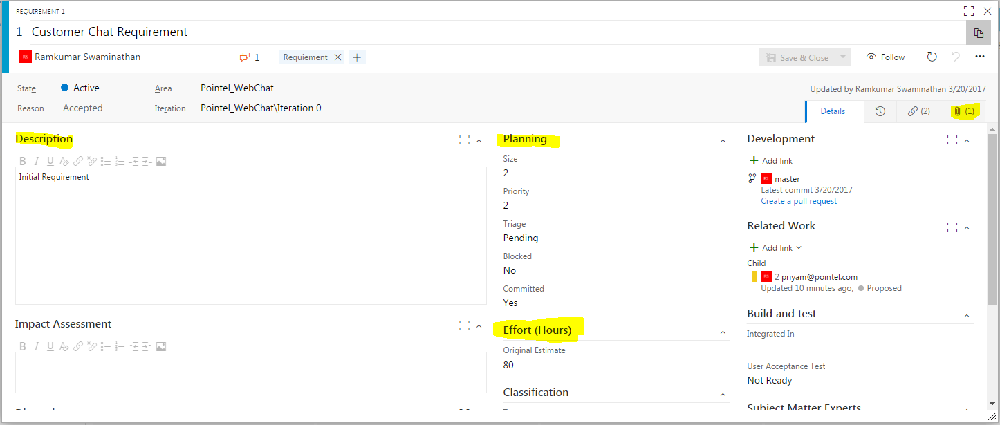 REQUIREMENT 1
1 Customer Chat Requirement
RS Ramkumar Swaminathan 1 Requiement Save & Close Follow
State Active Area Pointel_WebChat Updated by Ramkumar Swaminathan 3/20/2017
Reason Accepted Iteration Pointel_WebChat\Iteration 0
Details (2) (1)
Description
B I U
Initial Requirement
Impact Assessment
B I U
Planning
Size
2
Priority
2
Triage
Pending
Blocked
No
Committed
Yes
Effort (Hours)
Original Estimate
80
Classification
Development
Add link
RS master
Latest commit 3/20/2017
Create a pull request
Related Work
Add link
Child
RS 2 priyam@pointel.com
Updated 10 minutes ago, Proposed
Build and test
Integrated In
User Acceptance Test
Not Ready
Subject Matter Experts